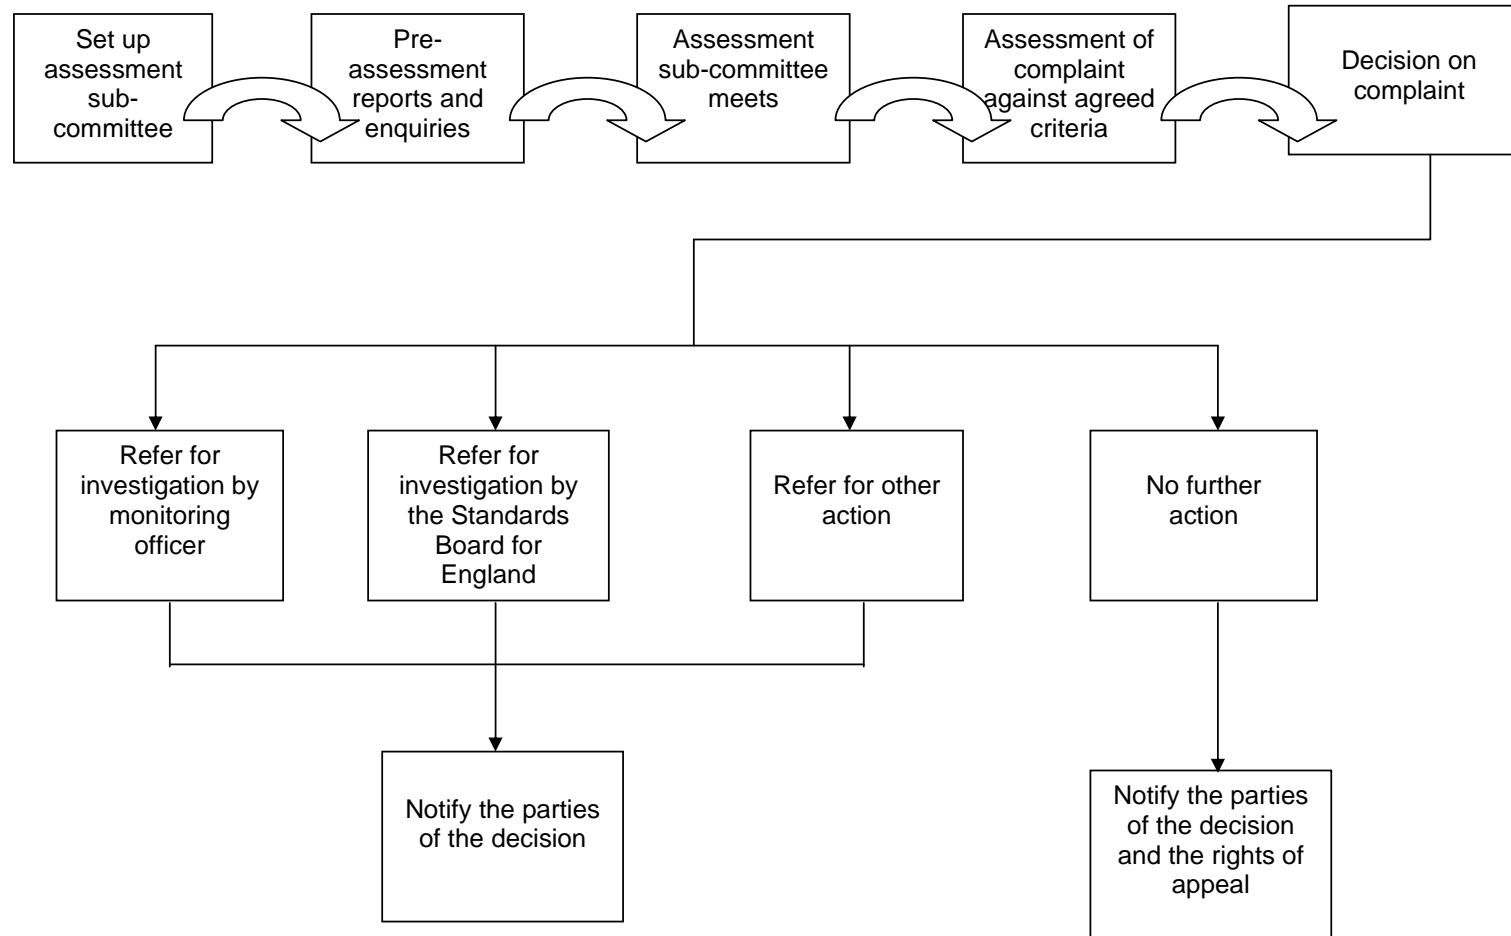 Set up
assessment
sub-
committee
Pre-
assessment
reports and
enquiries
Assessment
sub-committee
meets
Assessment of
complaint
against agreed
criteria
Decision on
complaint
Refer for
investigation by
monitoring
officer
Refer for
investigation by
the Standards
Board for
England
Refer for other
action
No further
action
Notify the parties
of the decision
Notify the parties
of the decision
and the rights of
appeal